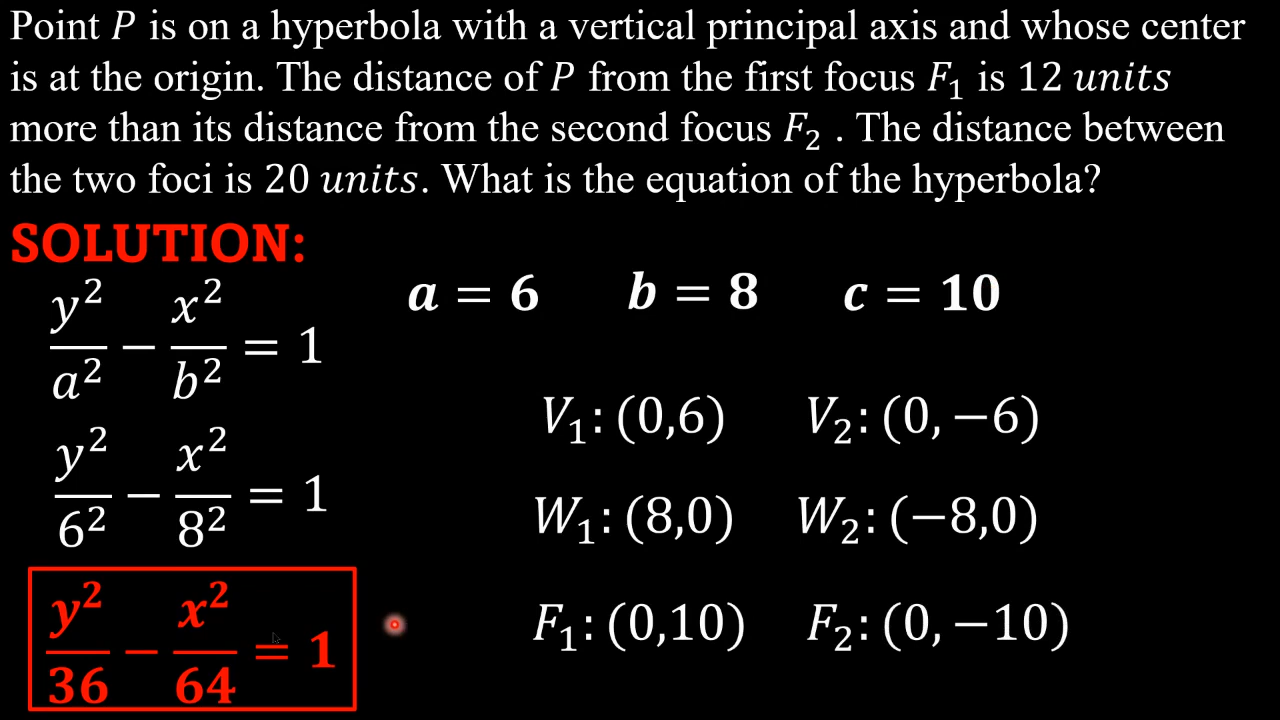 Point P is on a hyperbola with a vertical principal axis and whose center
is at the origin. The distance of P from the first focus F₁ is 12 units
more than its distance from the second focus F₂ . The distance between
the two foci is 20 units. What is the equation of the hyperbola?
SOLUTION:
a = 6 b = 8 c = 10
y²/a² − x²/b² = 1
V₁: (0,6) V₂: (0, −6)
y²/6² − x²/8² = 1
W₁: (8,0) W₂: (−8,0)
y²/36 − x²/64 = 1
F₁: (0,10) F₂: (0, −10)